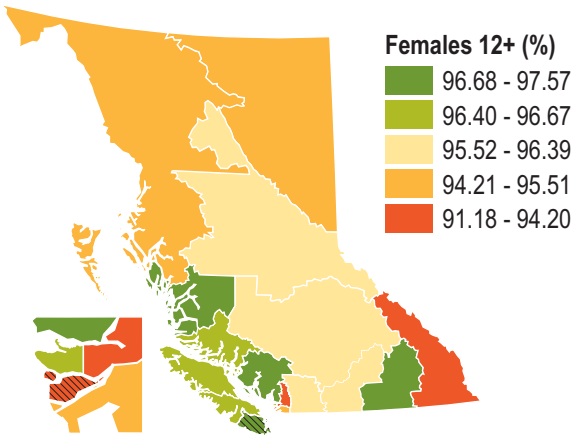 Females 12+ (%)
96.68 - 97.57
96.40 - 96.67
95.52 - 96.39
94.21 - 95.51
91.18 - 94.20